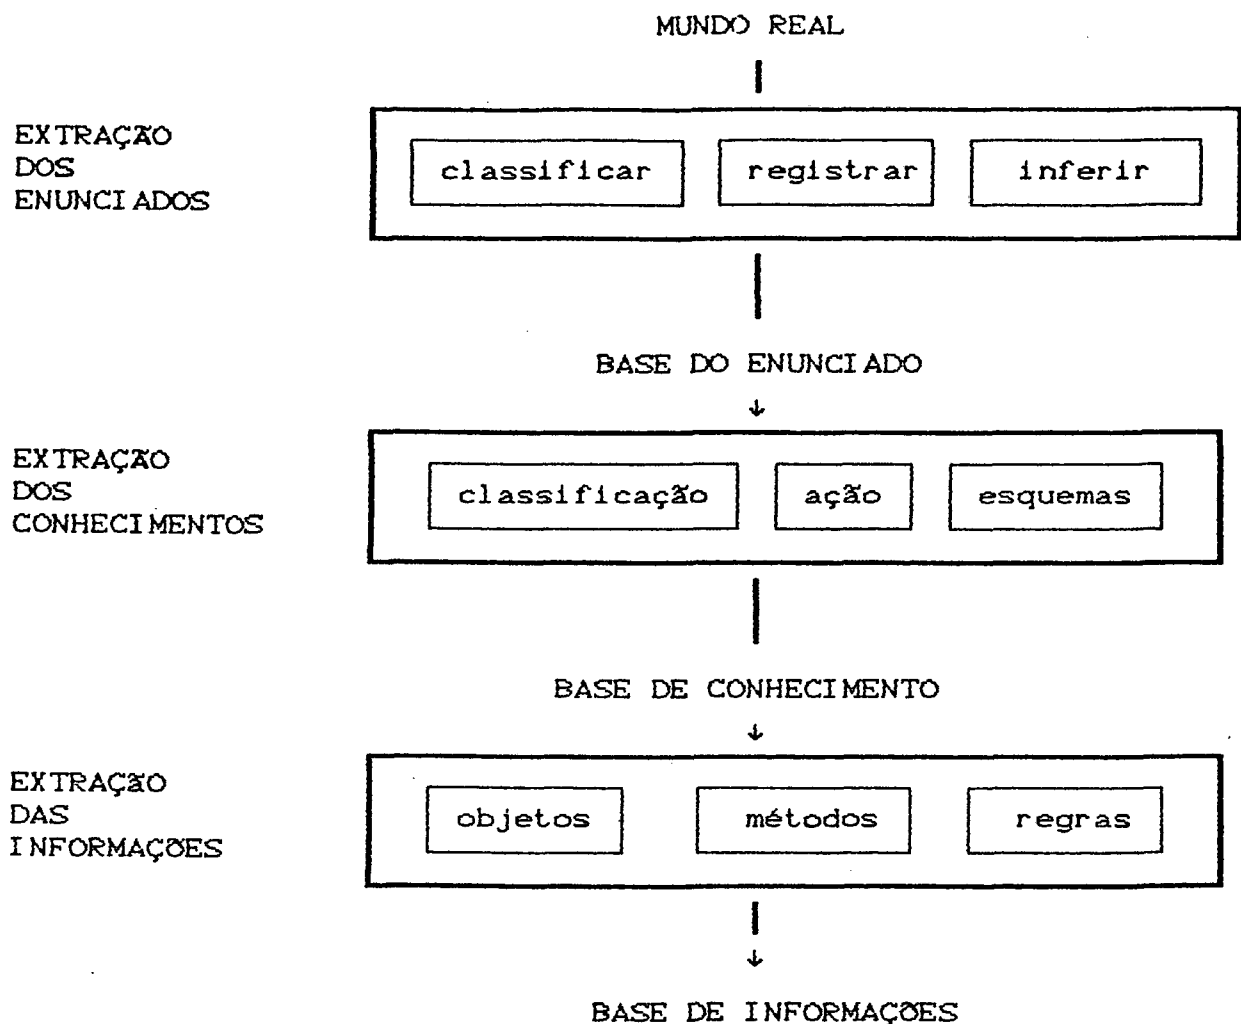 MUNDO REAL
EXTRAÇÃO
DOS
ENUNCIADOS
classificar registrar inferir
BASE DO ENUNCIADO
EXTRAÇÃO
DOS
CONHECIMENTOS
classificação ação esquemas
BASE DE CONHECIMENTO
EXTRAÇÃO
DAS
INFORMAÇÕES
objetos métodos regras
BASE DE INFORMAÇÕES